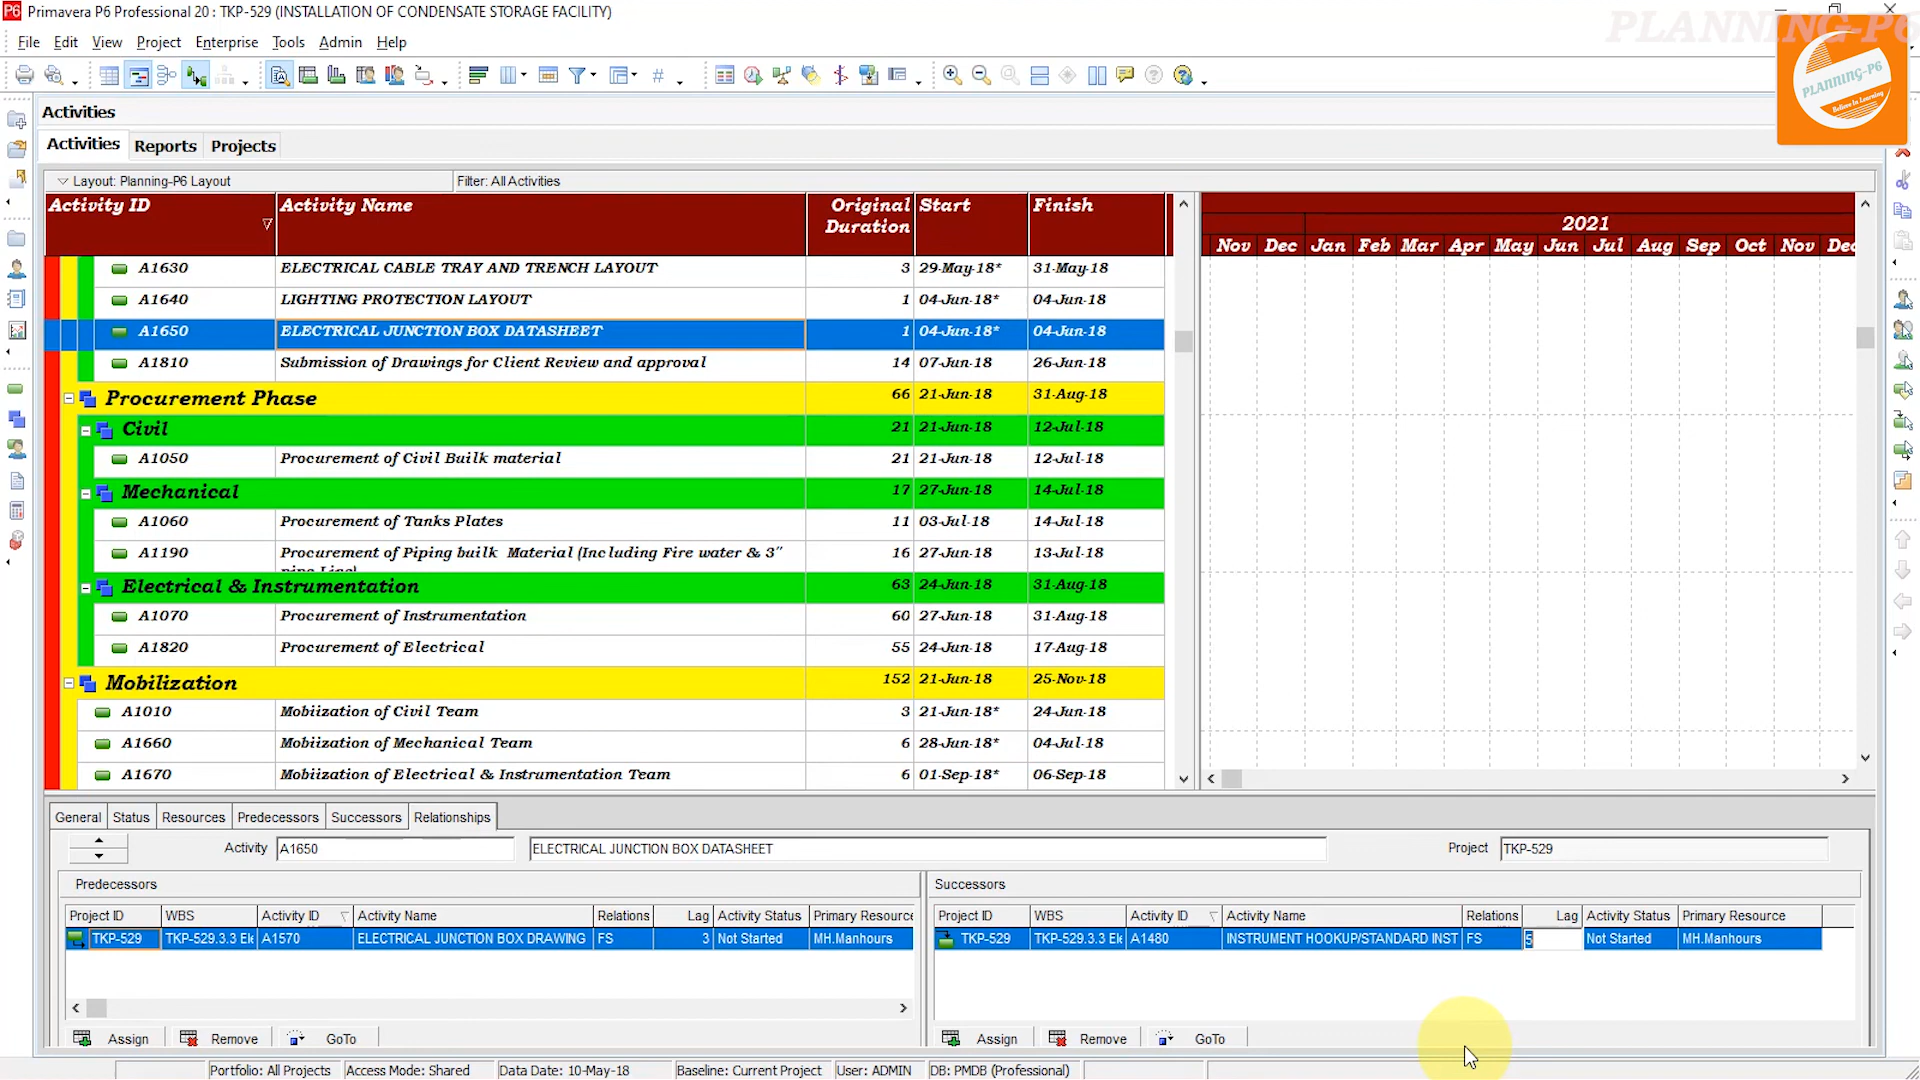 Primavera P6 Professional 20 : TKP-529 (INSTALLATION OF CONDENSATE STORAGE FACILITY)
PLANNING-P6
File Edit View Project Enterprise Tools Admin Help
PLANNING-P6
Believe In Learning
Activities
Activities Reports Projects
Layout: Planning-P6 Layout Filter: All Activities
Activity ID Activity Name Original Duration Start Finish
2021
Nov Dec Jan Feb Mar Apr May Jun Jul Aug Sep Oct Nov Dec
A1630 ELECTRICAL CABLE TRAY AND TRENCH LAYOUT 3 29-May-18* 31-May-18
A1640 LIGHTING PROTECTION LAYOUT 1 04-Jun-18* 04-Jun-18
A1650 ELECTRICAL JUNCTION BOX DATASHEET 1 04-Jun-18* 04-Jun-18
A1810 Submission of Drawings for Client Review and approval 14 07-Jun-18 26-Jun-18
Procurement Phase 66 21-Jun-18 31-Aug-18
Civil 21 21-Jun-18 12-Jul-18
A1050 Procurement of Civil Builk material 21 21-Jun-18 12-Jul-18
Mechanical 17 27-Jun-18 14-Jul-18
A1060 Procurement of Tanks Plates 11 03-Jul-18 14-Jul-18
A1190 Procurement of Piping builk Material (Including Fire water & 3" 16 27-Jun-18 13-Jul-18
pipe Line)
Electrical & Instrumentation 63 24-Jun-18 31-Aug-18
A1070 Procurement of Instrumentation 60 27-Jun-18 31-Aug-18
A1820 Procurement of Electrical 55 24-Jun-18 17-Aug-18
Mobilization 152 21-Jun-18 25-Nov-18
A1010 Mobiization of Civil Team 3 21-Jun-18* 24-Jun-18
A1660 Mobiization of Mechanical Team 6 28-Jun-18* 04-Jul-18
A1670 Mobiization of Electrical & Instrumentation Team 6 01-Sep-18* 06-Sep-18
General Status Resources Predecessors Successors Relationships
Activity A1650 ELECTRICAL JUNCTION BOX DATASHEET Project TKP-529
Predecessors Successors
Project ID WBS Activity ID Activity Name Relations Lag Activity Status Primary Resource
TKP-529 TKP-529.3.3 Ele A1570 ELECTRICAL JUNCTION BOX DRAWING FS 3 Not Started MH.Manhours
Project ID WBS Activity ID Activity Name Relations Lag Activity Status Primary Resource
TKP-529 TKP-529.3.3 Ele A1480 INSTRUMENT HOOKUP/STANDARD INST FS 5 Not Started MH.Manhours
Assign Remove GoTo Assign Remove GoTo
Portfolio: All Projects Access Mode: Shared Data Date: 10-May-18 Baseline: Current Project User: ADMIN DB: PMDB (Professional)